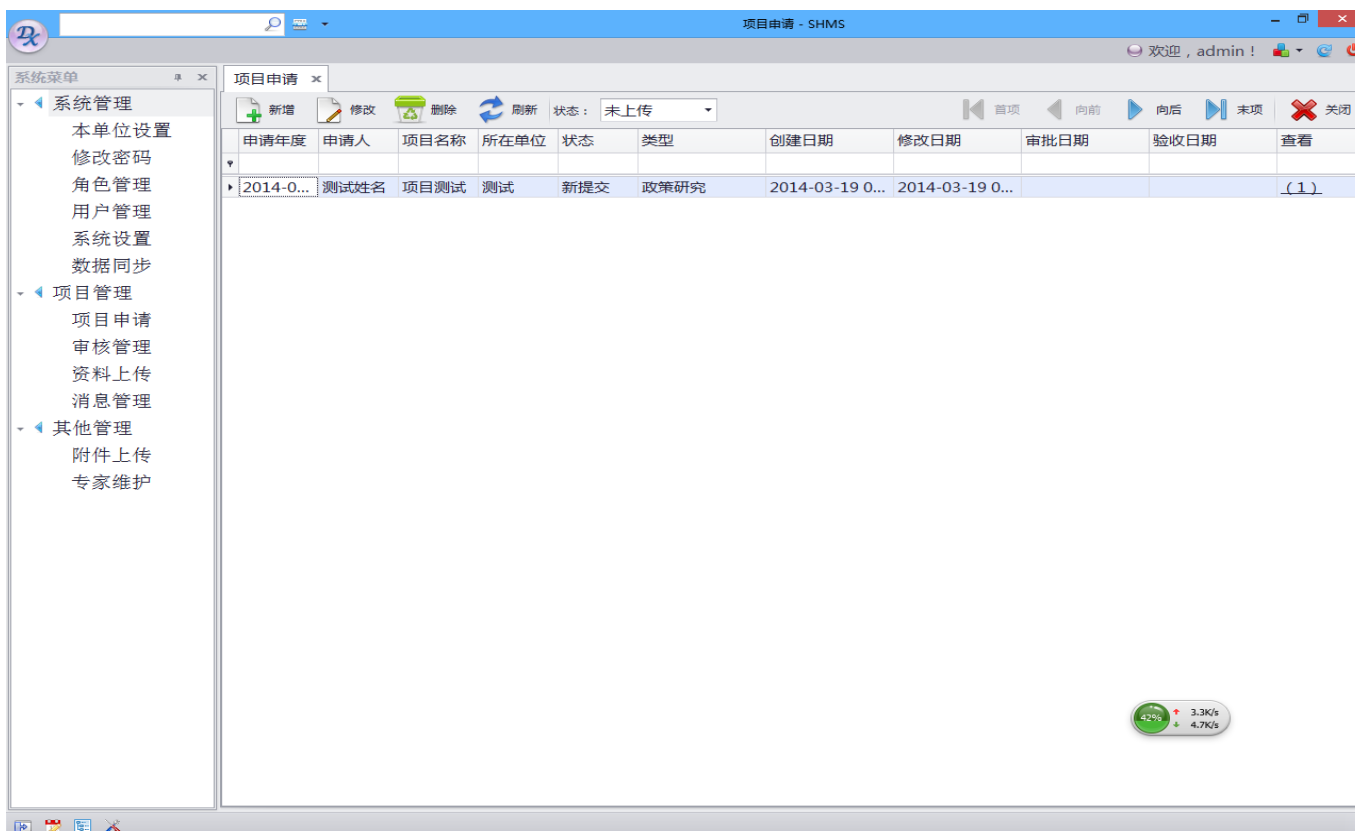 项目申请 - SHMS
欢迎，admin！
系统菜单
项目申请
系统管理
本单位设置
修改密码
角色管理
用户管理
系统设置
数据同步
项目管理
项目申请
审核管理
资料上传
消息管理
其他管理
附件上传
专家维护
新增 修改 删除 刷新 状态： 未上传 首项 向前 向后 末项 关闭
申请年度 申请人 项目名称 所在单位 状态 类型 创建日期 修改日期 审批日期 验收日期 查看
2014-0... 测试姓名 项目测试 测试 新提交 政策研究 2014-03-19 0... 2014-03-19 0... (1)
42% 3.3K/s
4.7K/s